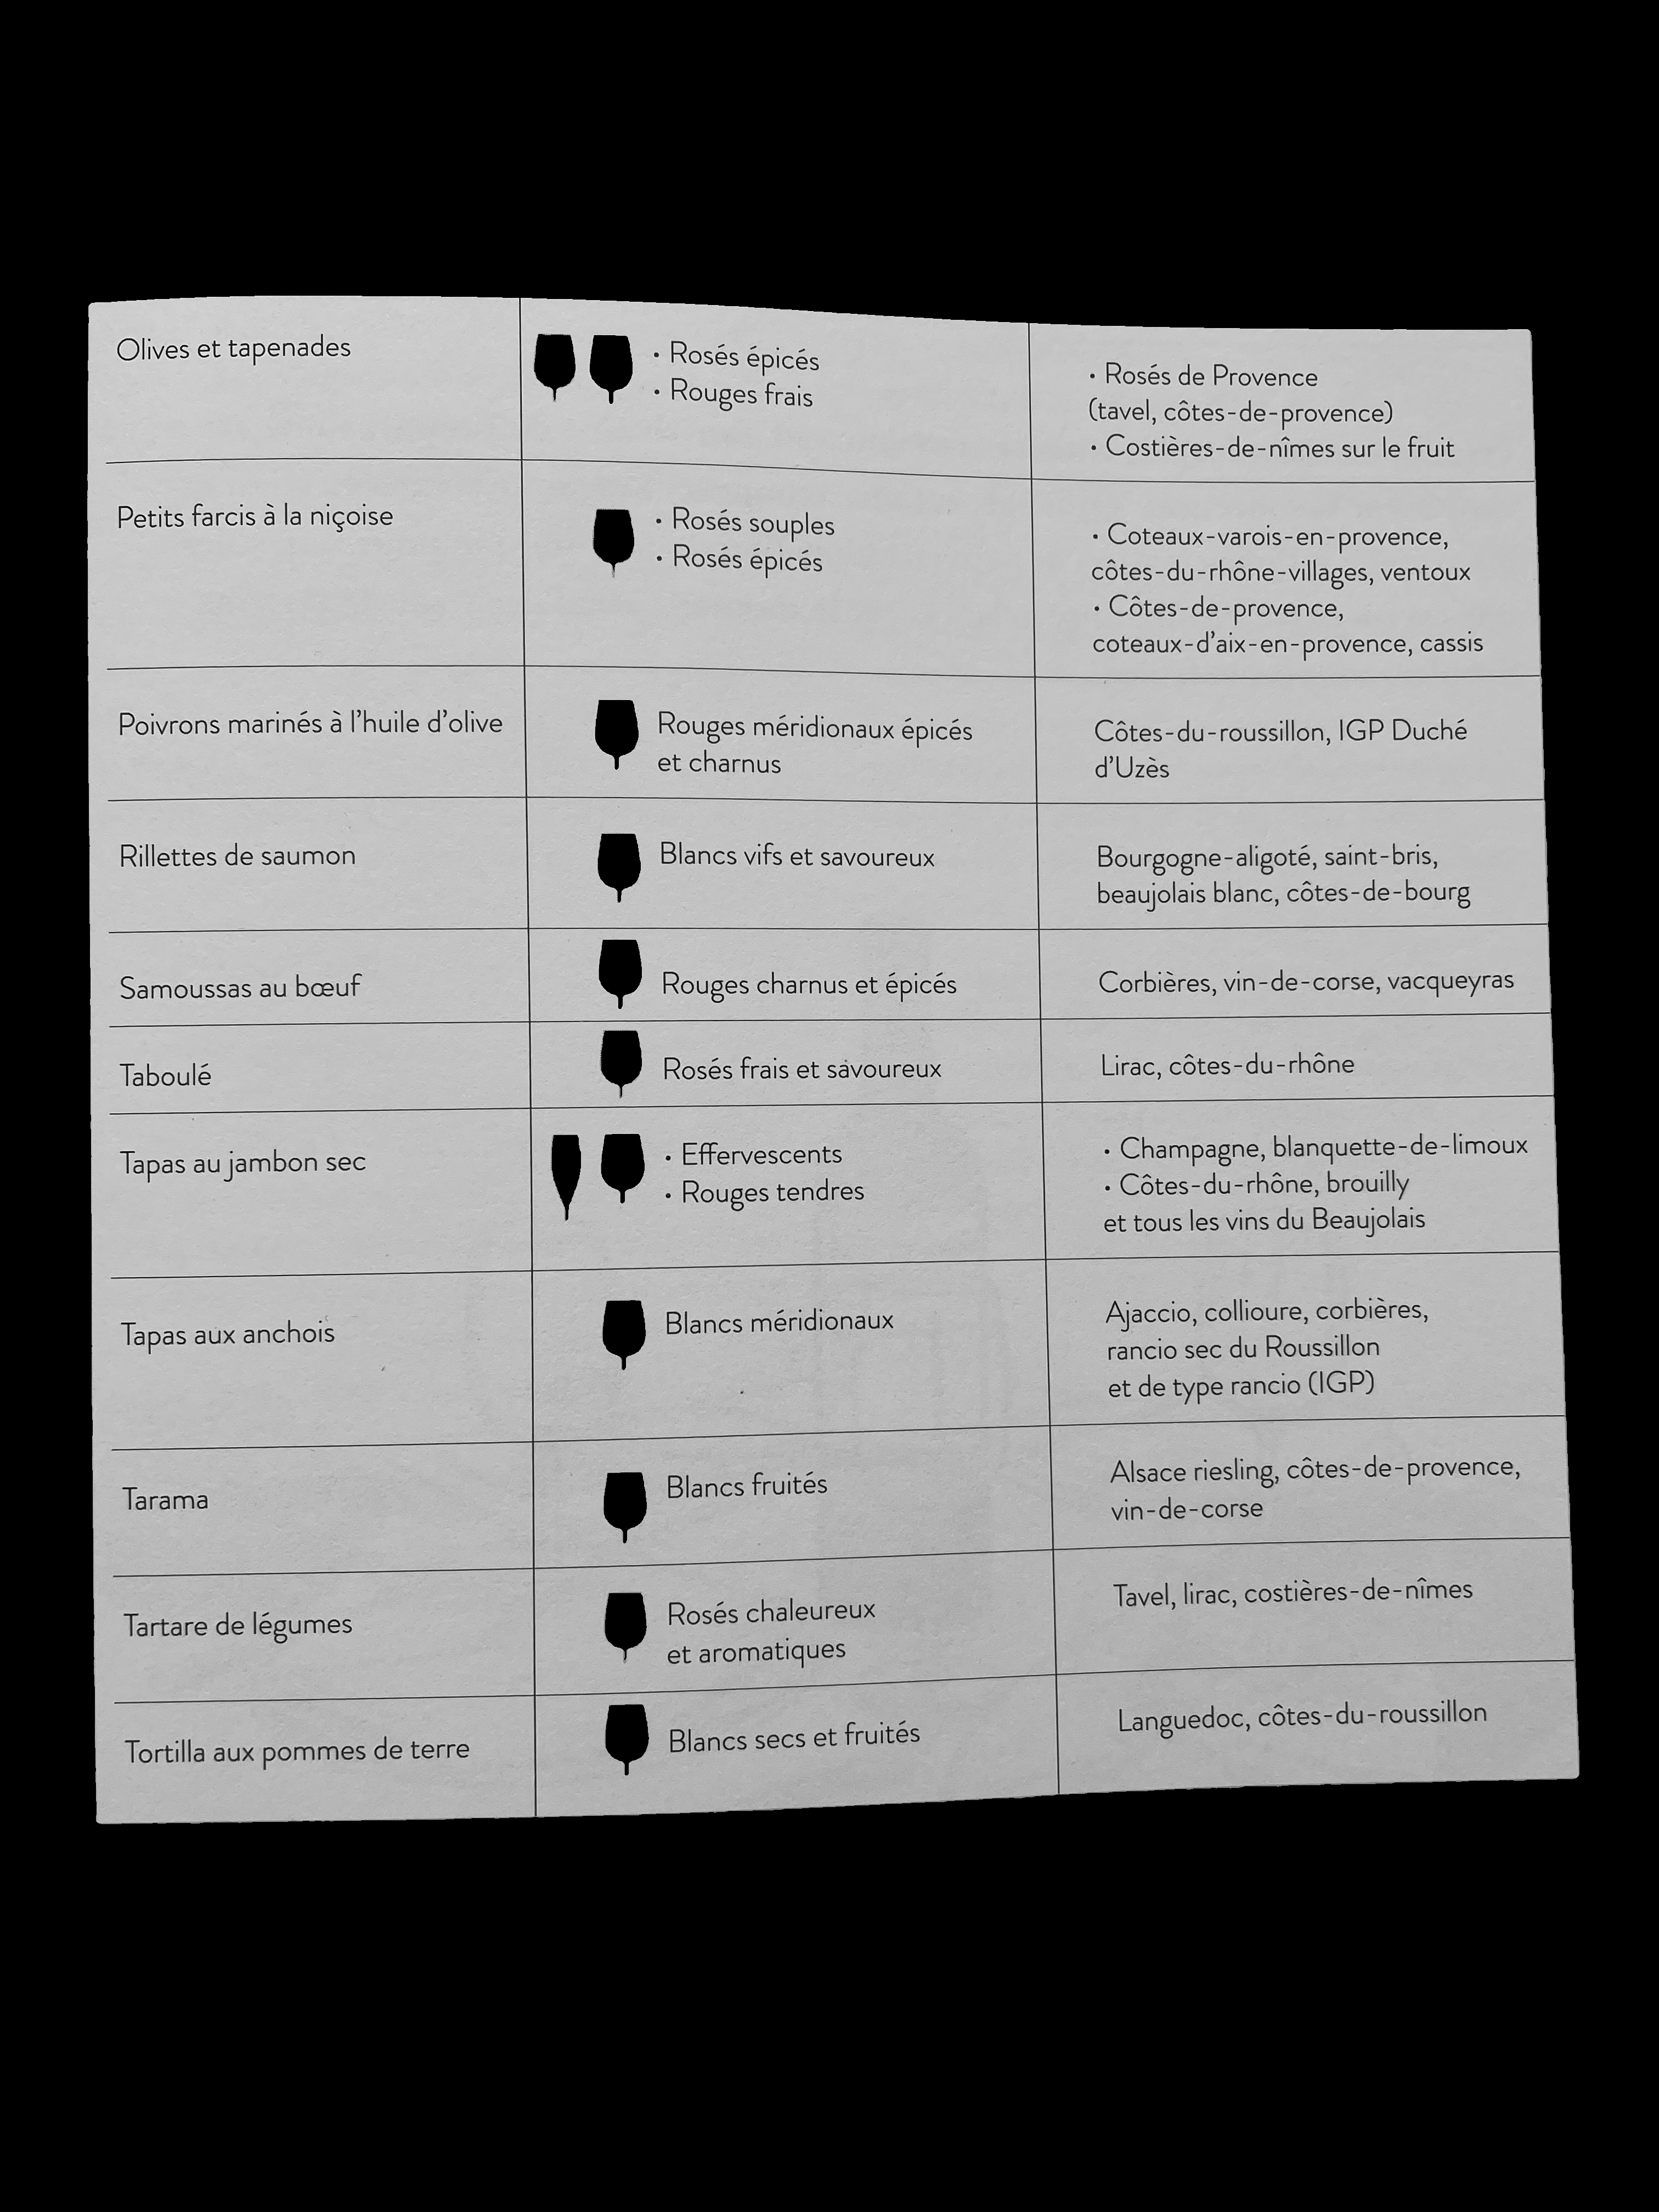 Olives et tapenades
• Rosés épicés
• Rouges frais
• Rosés de Provence
(tavel, côtes-de-provence)
• Costières-de-nîmes sur le fruit
Petits farcis à la niçoise
• Rosés souples
• Rosés épicés
• Coteaux-varois-en-provence,
côtes-du-rhône-villages, ventoux
• Côtes-de-provence,
coteaux-d'aix-en-provence, cassis
Poivrons marinés à l'huile d'olive
Rouges méridionaux épicés
et charnus
Côtes-du-roussillon, IGP Duché
d'Uzès
Rillettes de saumon
Blancs vifs et savoureux
Bourgogne-aligoté, saint-bris,
beaujolais blanc, côtes-de-bourg
Samoussas au bœuf
Rouges charnus et épicés
Corbières, vin-de-corse, vacqueyras
Taboulé
Rosés frais et savoureux
Lirac, côtes-du-rhône
Tapas au jambon sec
• Effervescents
• Rouges tendres
• Champagne, blanquette-de-limoux
• Côtes-du-rhône, brouilly
et tous les vins du Beaujolais
Tapas aux anchois
Blancs méridionaux
Ajaccio, collioure, corbières,
rancio sec du Roussillon
et de type rancio (IGP)
Tarama
Blancs fruités
Alsace riesling, côtes-de-provence,
vin-de-corse
Tartare de légumes
Rosés chaleureux
et aromatiques
Tavel, lirac, costières-de-nîmes
Tortilla aux pommes de terre
Blancs secs et fruités
Languedoc, côtes-du-roussillon